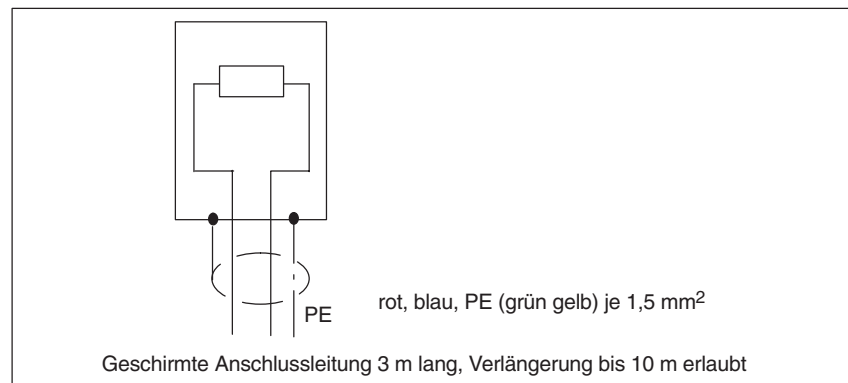 PE
rot, blau, PE (grün gelb) je 1,5 mm²
Geschirmte Anschlussleitung 3 m lang, Verlängerung bis 10 m erlaubt